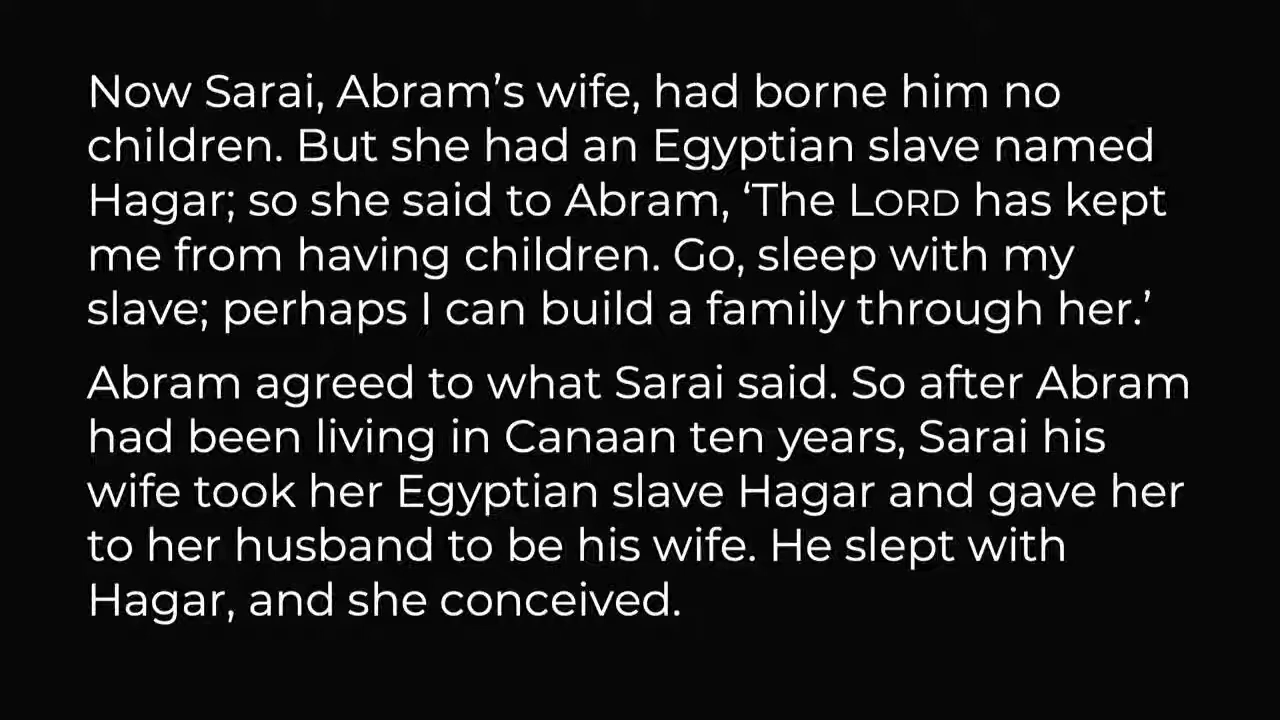 Now Sarai, Abram’s wife, had borne him no
children. But she had an Egyptian slave named
Hagar; so she said to Abram, ‘The LORD has kept
me from having children. Go, sleep with my
slave; perhaps I can build a family through her.’
Abram agreed to what Sarai said. So after Abram
had been living in Canaan ten years, Sarai his
wife took her Egyptian slave Hagar and gave her
to her husband to be his wife. He slept with
Hagar, and she conceived.